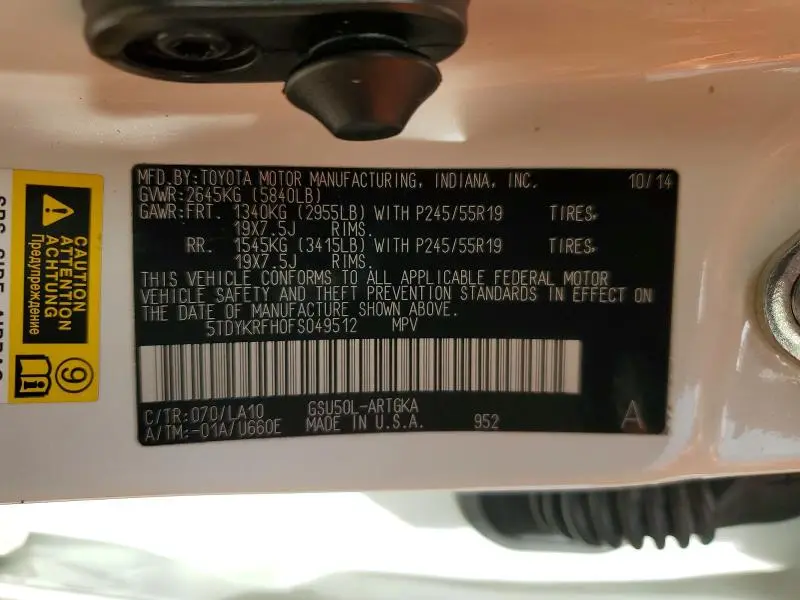 MFD.BY:TOYOTA MOTOR MANUFACTURING, INDIANA, INC. 10/14
GVWR:2645KG (5840LB)
GAWR:FRT. 1340KG (2955LB) WITH P245/55R19 TIRES,
19X7.5J RIMS.
RR. 1545KG (3415LB) WITH P245/55R19 TIRES,
19X7.5J RIMS.
THIS VEHICLE CONFORMS TO ALL APPLICABLE FEDERAL MOTOR
VEHICLE SAFETY AND THEFT PREVENTION STANDARDS IN EFFECT ON
THE DATE OF MANUFACTURE SHOWN ABOVE.
5TDYKRFH0FS049512 MPV
C/TR:070/LA10 GSU50L-ARTGKA
A/TM:-01A/U660E MADE IN U.S.A. 952 A
CAUTION
ATTENTION
ACHTUNG
Предупреждение
9
SRS SIDE AIRBAG